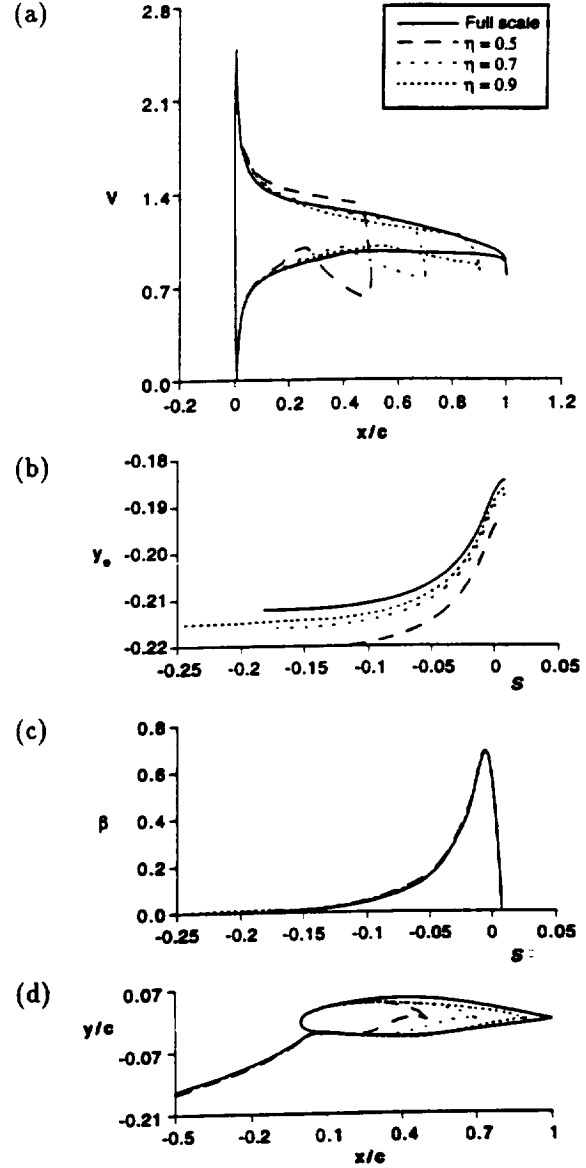 (a)
2.8
2.1
V
1.4
0.7
0.0
-0.2 0 0.2 0.4 0.6 0.8 1 1.2
x/c
Full scale
η = 0.5
η = 0.7
η = 0.9
(b)
-0.18
-0.19
yₒ -0.20
-0.21
-0.22
-0.25 -0.2 -0.15 -0.1 -0.05 0 0.05
S
(c)
0.8
0.6
β 0.4
0.2
0.0
-0.25 -0.2 -0.15 -0.1 -0.05 0 0.05
S
(d)
0.07
y/c
-0.07
-0.21
-0.5 -0.2 0.1 0.4 0.7 1
x/c